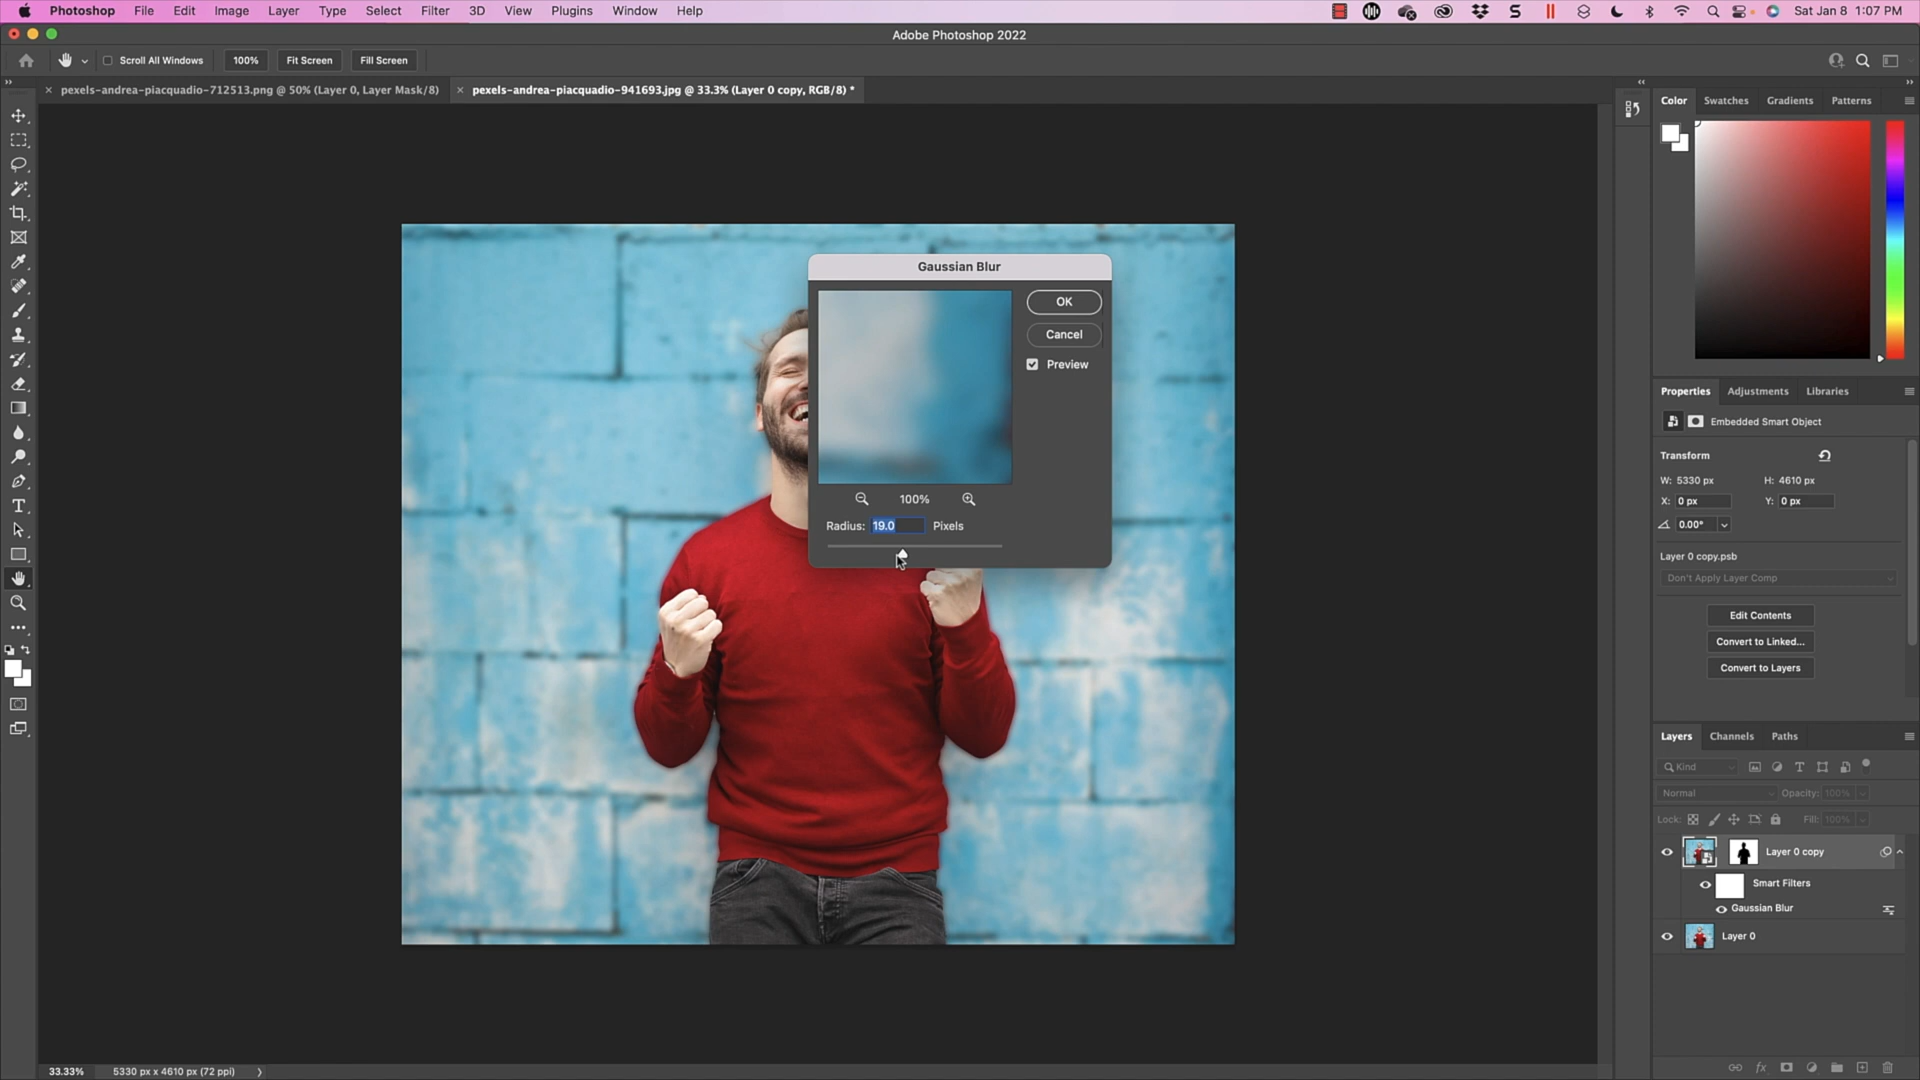 Photoshop File Edit Image Layer Type Select Filter 3D View Plugins Window Help Sat Jan 8 1:07 PM
Adobe Photoshop 2022
Scroll All Windows 100% Fit Screen Fill Screen
pexels-andrea-piacquadio-712513.png @ 50% (Layer 0, Layer Mask/8) pexels-andrea-piacquadio-941693.jpg @ 33.3% (Layer 0 copy, RGB/8) *
Color Swatches Gradients Patterns
Gaussian Blur
OK
Cancel
Preview
100%
Radius: 19.0 Pixels
Properties Adjustments Libraries
Embedded Smart Object
Transform
W: 5330 px H: 4610 px
X: 0 px Y: 0 px
0.00°
Layer 0 copy.psb
Don't Apply Layer Comp
Edit Contents
Convert to Linked...
Convert to Layers
Layers Channels Paths
Kind
Normal Opacity: 100%
Lock: Fill: 100%
Layer 0 copy
Smart Filters
Gaussian Blur
Layer 0
33.33% 5330 px x 4610 px (72 ppi)